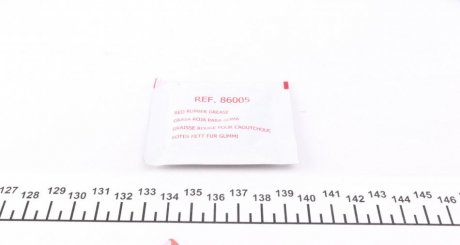 REF. 86005
RED RUBBER GREASE
GRASA ROJA PARA GOMA
GRAISSE ROUGE POUR CAOUTCHOUC
ROTES FETT FUR GUMMI
127 128 129 130 131 132 133 134 135 136 137 138 139 140 141 142 143 144 145 146